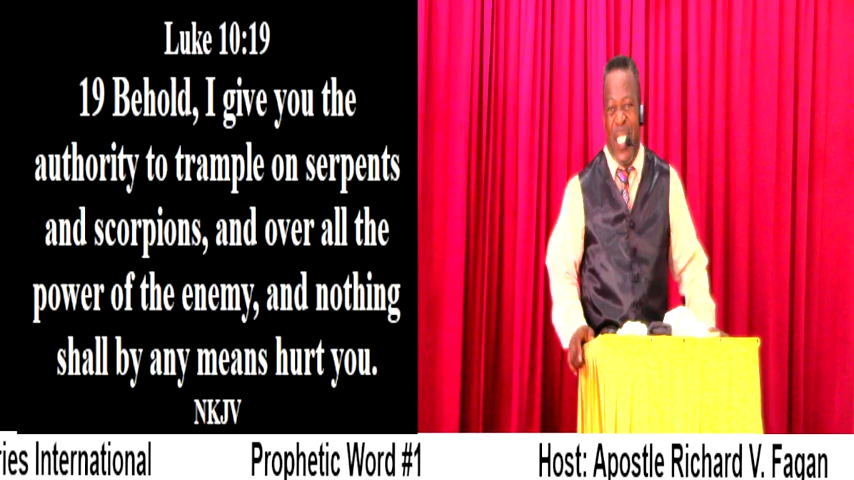 Luke 10:19
19 Behold, I give you the
authority to trample on serpents
and scorpions, and over all the
power of the enemy, and nothing
shall by any means hurt you.
NKJV
ries International Prophetic Word #1 Host: Apostle Richard V. Fagan